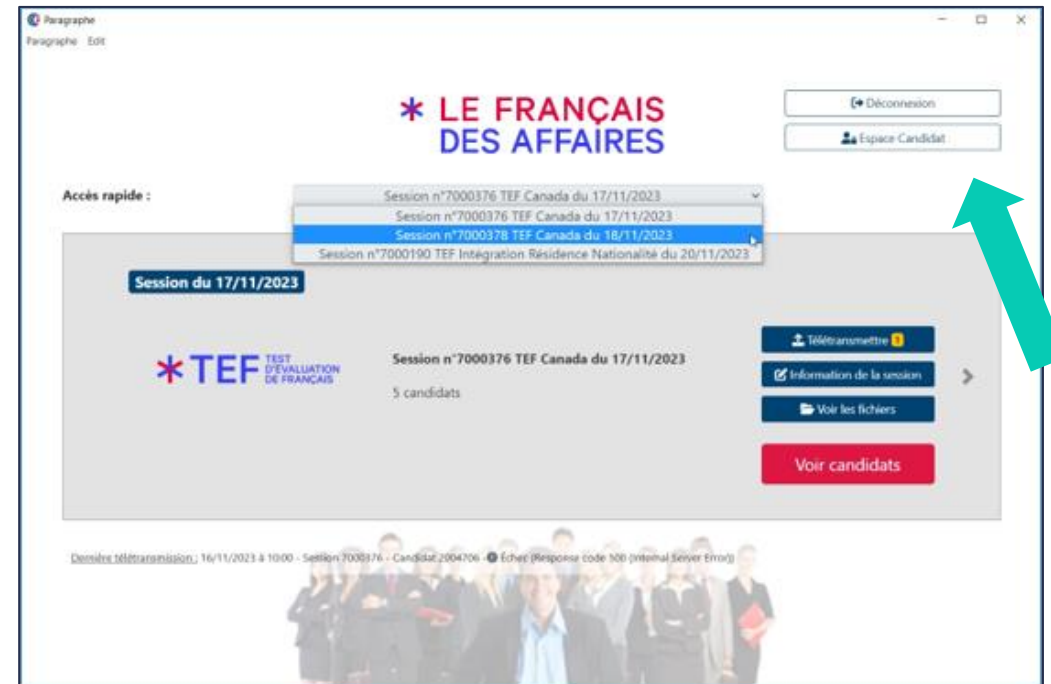 Paragraphe
Paragraphe Edit
LE FRANÇAIS
DES AFFAIRES
Déconnexion
Espace Candidat
Accès rapide :
Session n°7000376 TEF Canada du 17/11/2023
Session n°7000376 TEF Canada du 17/11/2023
Session n°7000378 TEF Canada du 18/11/2023
Session n°7000190 TEF Intégration Résidence Nationalité du 20/11/2023
Session du 17/11/2023
TEF TEST
D'ÉVALUATION
DE FRANÇAIS
Session n°7000376 TEF Canada du 17/11/2023
5 candidats
Télétransmettre 1
Information de la session
Voir les fichiers
Voir candidats
Dernière télétransmission : 16/11/2023 à 10:00 - Session 7000376 - Candidat 2004706 - Échec (Response code 500 (Internal Server Error))